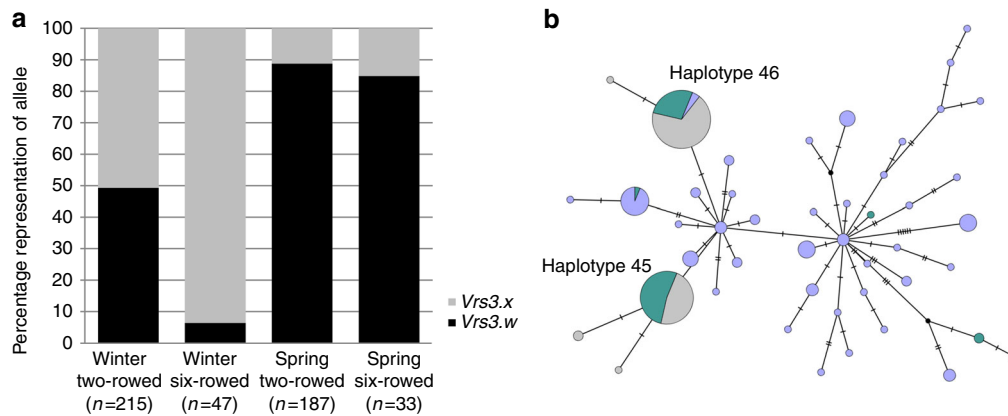 a
Percentage representation of allele
100
90
80
70
60
50
40
30
20
10
0
Winter two-rowed (n=215)
Winter six-rowed (n=47)
Spring two-rowed (n=187)
Spring six-rowed (n=33)
Vrs3.x
Vrs3.w
b
Haplotype 46
Haplotype 45